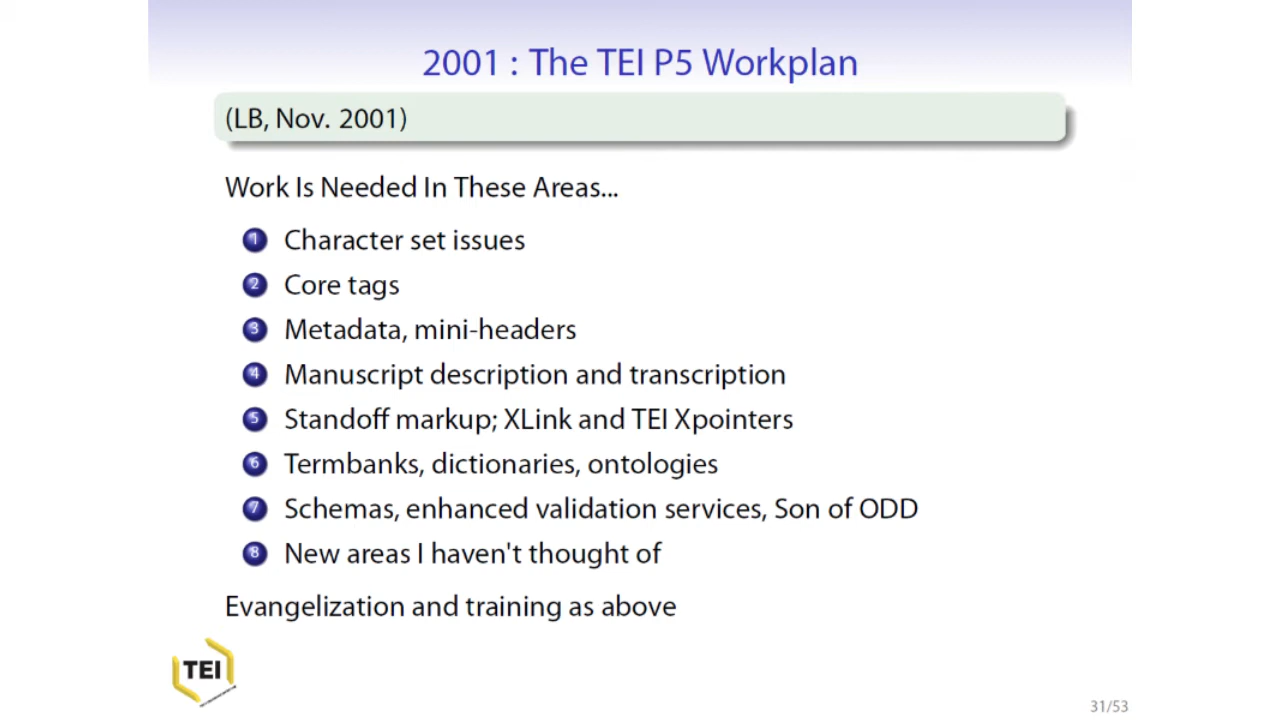 2001 : The TEI P5 Workplan
(LB, Nov. 2001)
Work Is Needed In These Areas...
1 Character set issues
2 Core tags
3 Metadata, mini-headers
4 Manuscript description and transcription
5 Standoff markup; XLink and TEI Xpointers
6 Termbanks, dictionaries, ontologies
7 Schemas, enhanced validation services, Son of ODD
8 New areas I haven't thought of
Evangelization and training as above
TEI
31/53